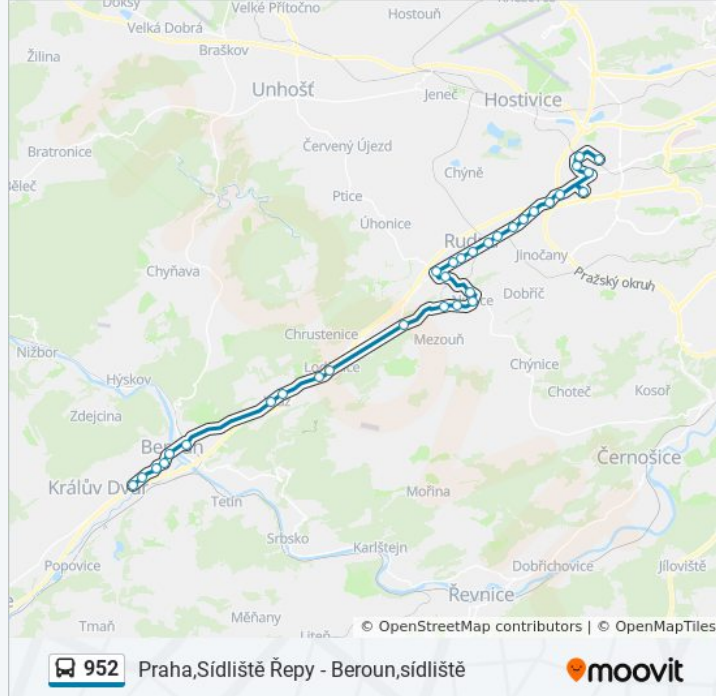 Doksy
Velké Přítočno
Hostouň
Velká Dobrá
Braškov
Žilina
Unhošť
Jeneč
Hostivice
Bratronice
Červený Újezd
Chýně
Ptice
Úhonice
Rudná
Jinočany
Pražský okruh
Chyňava
Dobříč
Chrustenice
Mezouň
Nižbor
Chýnice
Hýskov
Choteč
Kosoř
Zdejcina
Černošice
Králův Dvůr
Tetín
Mořina
Srbsko
Karlštejn
Popovice
Dobřichovice
Jíloviště
Řevnice
Měňany
Tmaň
Liteň
© OpenStreetMap contributors | © OpenMapTiles
952 Praha,Sídliště Řepy - Beroun,sídliště
moovit